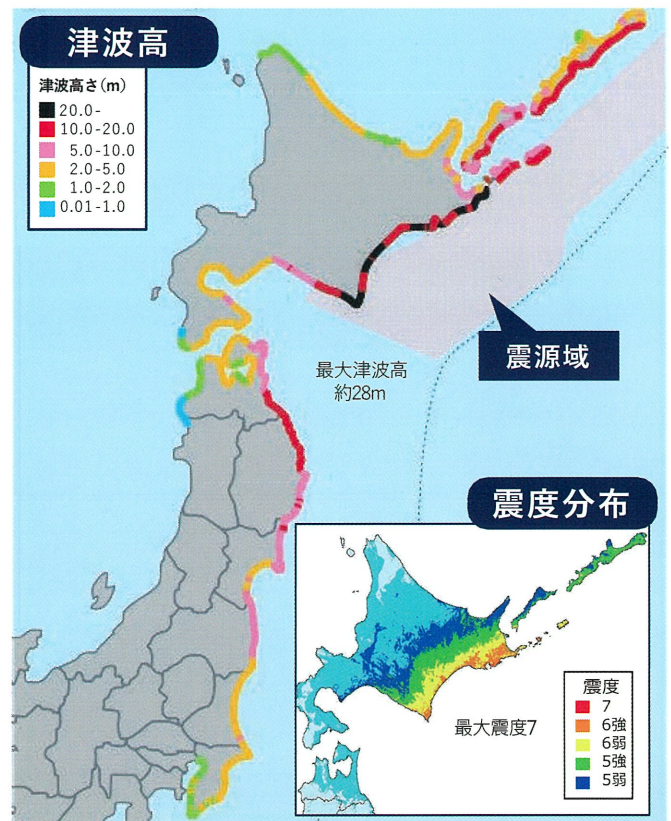 津波高
津波高さ(m)
20.0-
10.0-20.0
5.0-10.0
2.0-5.0
1.0-2.0
0.01-1.0
震源域
最大津波高
約28m
震度分布
最大震度7
震度
7
6強
6弱
5強
5弱